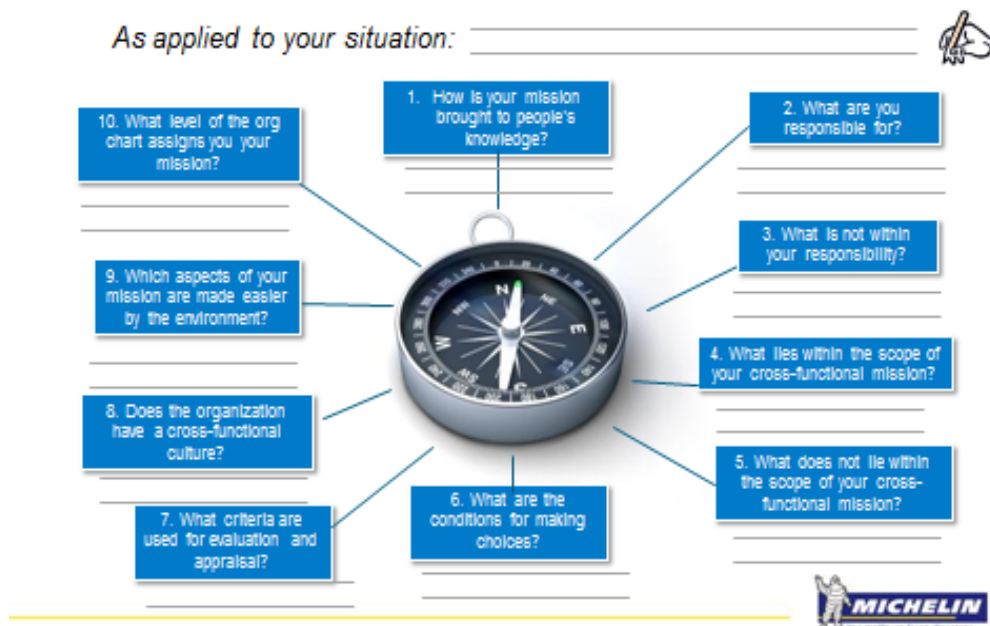 As applied to your situation:
1. How is your mission
brought to people's
knowledge?
2. What are you
responsible for?
3. What is not within
your responsibility?
4. What lies within the scope of
your cross-functional mission?
5. What does not lie within
the scope of your cross-
functional mission?
6. What are the
conditions for making
choices?
7. What criteria are
used for evaluation and
appraisal?
8. Does the organization
have a cross-functional
culture?
9. Which aspects of your
mission are made easier
by the environment?
10. What level of the org
chart assigns you your
mission?
N
NE
E
SE
S
SW
W
NW
MICHELIN